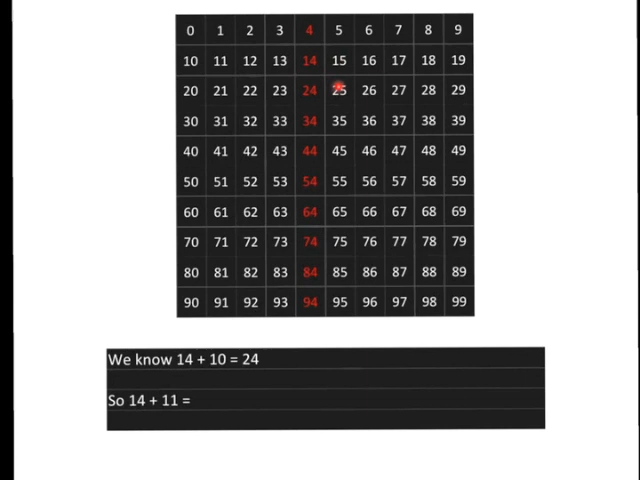 0 1 2 3 4 5 6 7 8 9
10 11 12 13 14 15 16 17 18 19
20 21 22 23 24 25 26 27 28 29
30 31 32 33 34 35 36 37 38 39
40 41 42 43 44 45 46 47 48 49
50 51 52 53 54 55 56 57 58 59
60 61 62 63 64 65 66 67 68 69
70 71 72 73 74 75 76 77 78 79
80 81 82 83 84 85 86 87 88 89
90 91 92 93 94 95 96 97 98 99
We know 14 + 10 = 24
So 14 + 11 =